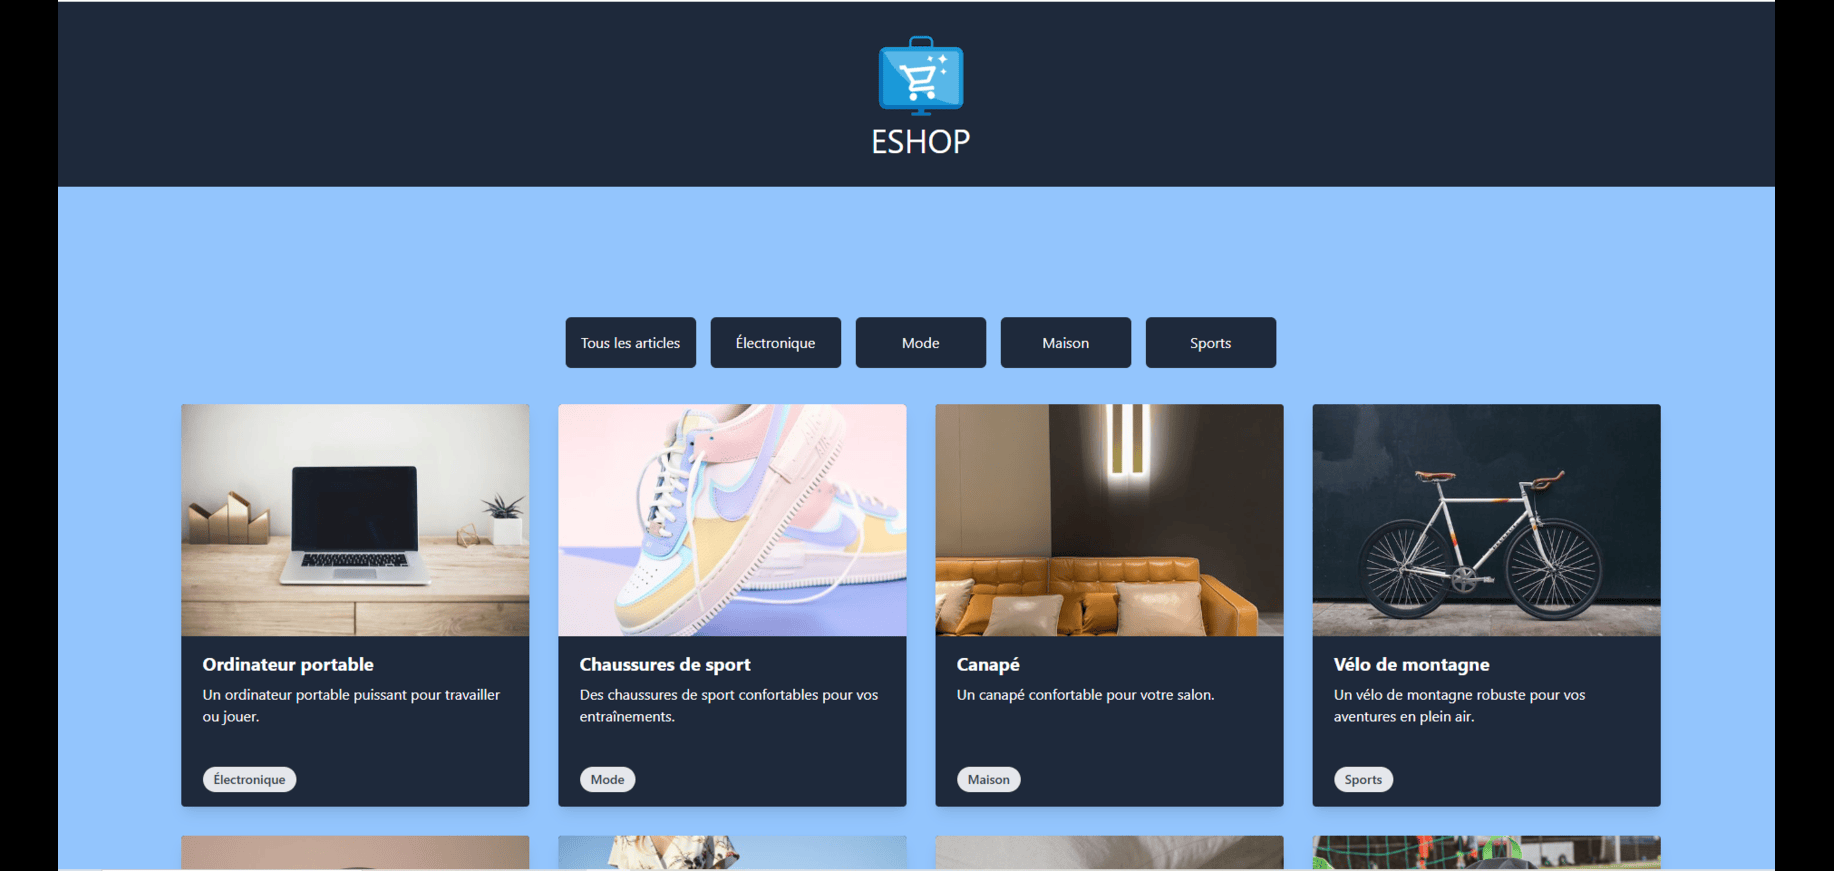 ESHOP
Tous les articles
Électronique
Mode
Maison
Sports
Ordinateur portable
Un ordinateur portable puissant pour travailler
ou jouer.
Électronique
Chaussures de sport
Des chaussures de sport confortables pour vos
entraînements.
Mode
Canapé
Un canapé confortable pour votre salon.
Maison
Vélo de montagne
Un vélo de montagne robuste pour vos
aventures en plein air.
Sports